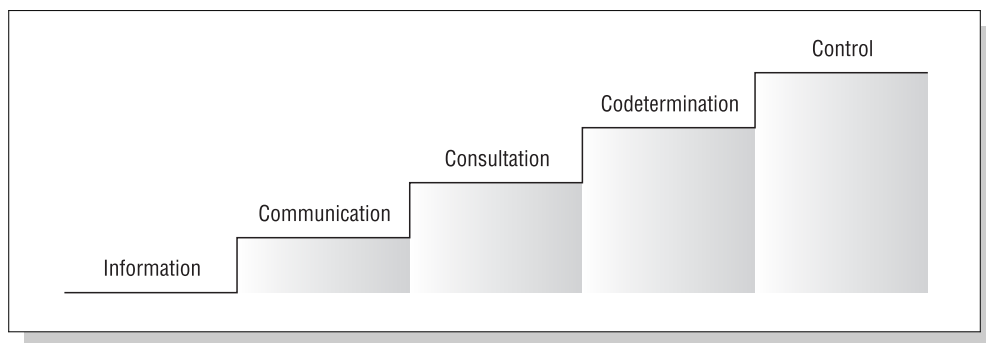 Control
Codetermination
Consultation
Communication
Information